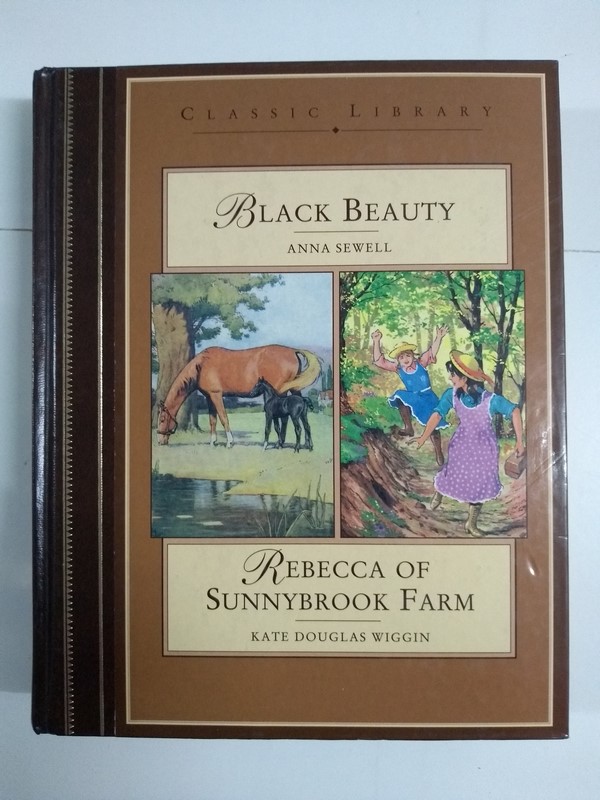 CLASSIC LIBRARY
BLACK BEAUTY
ANNA SEWELL
REBECCA OF
SUNNYBROOK FARM
KATE DOUGLAS WIGGIN